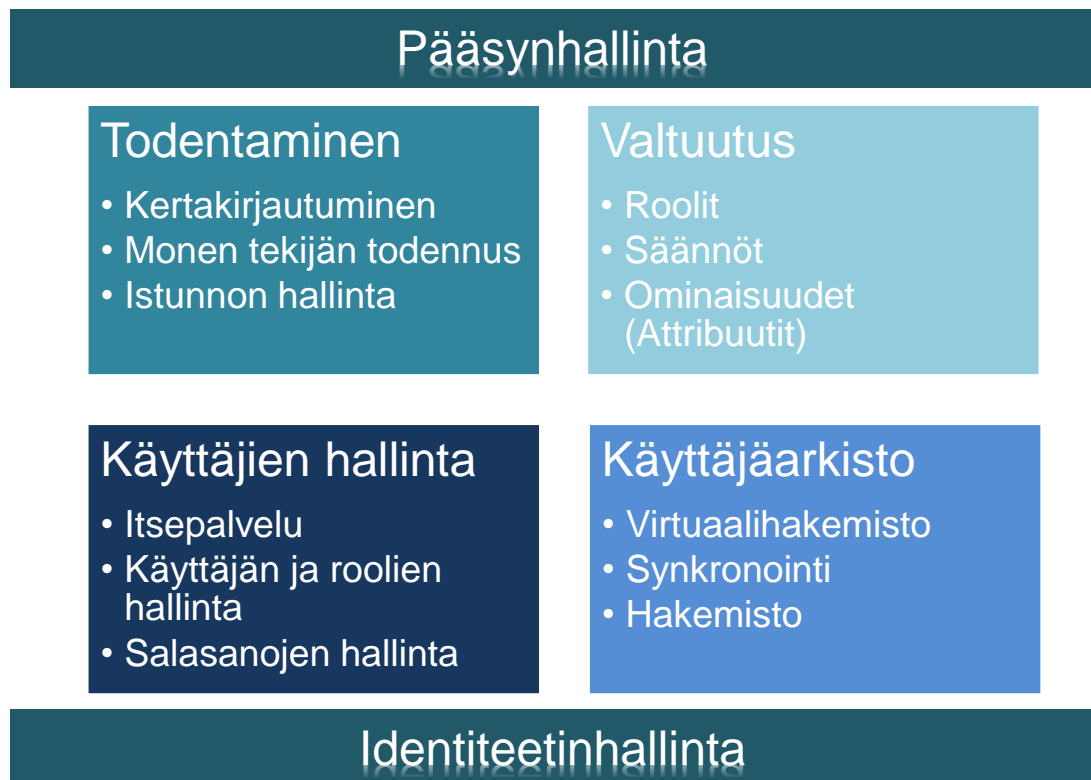 Pääsynhallinta
Todentaminen
• Kertakirjautuminen
• Monen tekijän todennus
• Istunnon hallinta
Valtuutus
• Roolit
• Säännöt
• Ominaisuudet
(Attribuutit)
Käyttäjien hallinta
• Itsepalvelu
• Käyttäjän ja roolien
hallinta
• Salasanojen hallinta
Käyttäjäarkisto
• Virtuaalihakemisto
• Synkronointi
• Hakemisto
Identiteetinhallinta